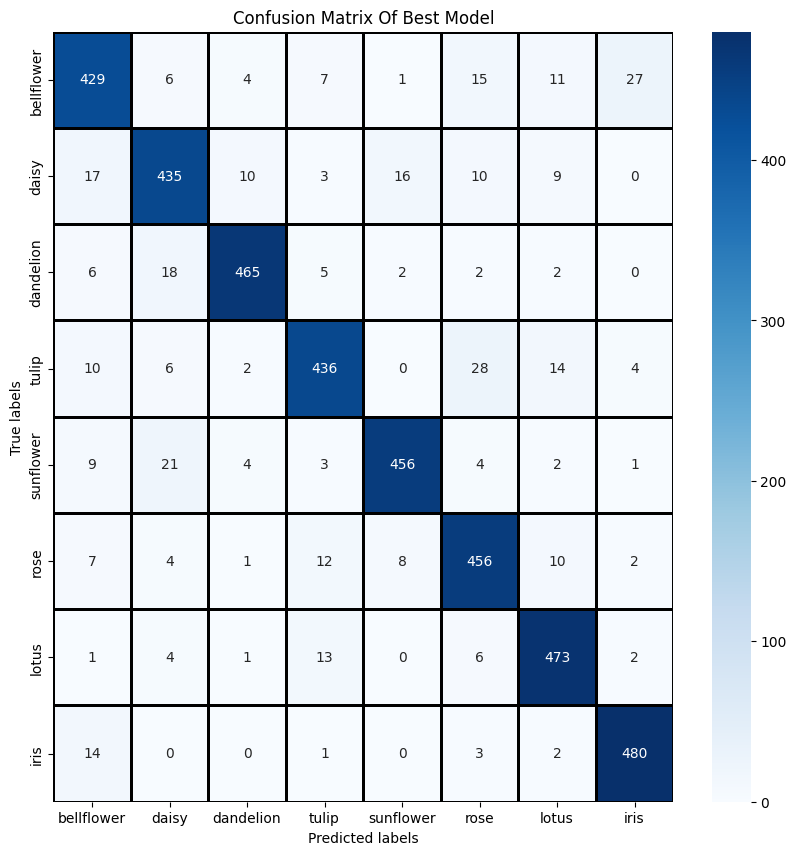 Confusion Matrix Of Best Model
bellflower 429 6 4 7 1 15 11 27
daisy 17 435 10 3 16 10 9 0
dandelion 6 18 465 5 2 2 2 0
tulip 10 6 2 436 0 28 14 4
sunflower 9 21 4 3 456 4 2 1
rose 7 4 1 12 8 456 10 2
lotus 1 4 1 13 0 6 473 2
iris 14 0 0 1 0 3 2 480
bellflower daisy dandelion tulip sunflower rose lotus iris
Predicted labels
True labels
400
300
200
100
0